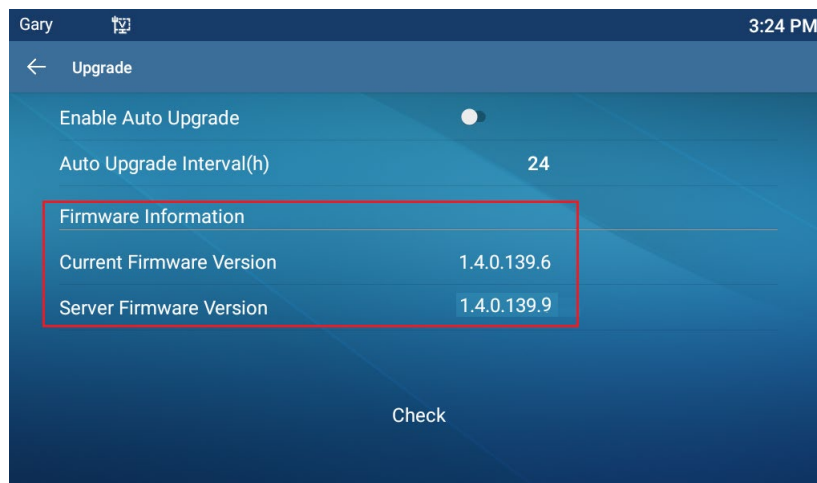 Gary 3:24 PM
Upgrade
Enable Auto Upgrade
Auto Upgrade Interval(h) 24
Firmware Information
Current Firmware Version 1.4.0.139.6
Server Firmware Version 1.4.0.139.9
Check